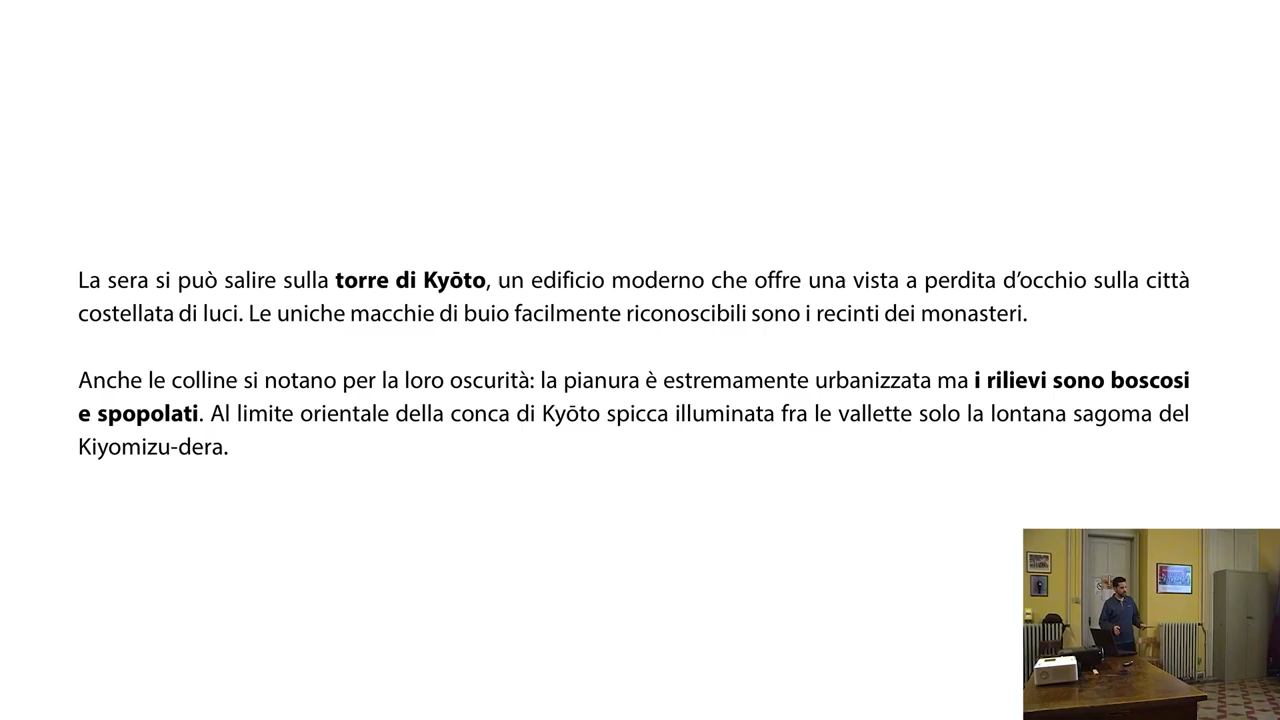 La sera si può salire sulla torre di Kyōto, un edificio moderno che offre una vista a perdita d’occhio sulla città
costellata di luci. Le uniche macchie di buio facilmente riconoscibili sono i recinti dei monasteri.
Anche le colline si notano per la loro oscurità: la pianura è estremamente urbanizzata ma i rilievi sono boscosi
e spopolati. Al limite orientale della conca di Kyōto spicca illuminata fra le vallette solo la lontana sagoma del
Kiyomizu-dera.